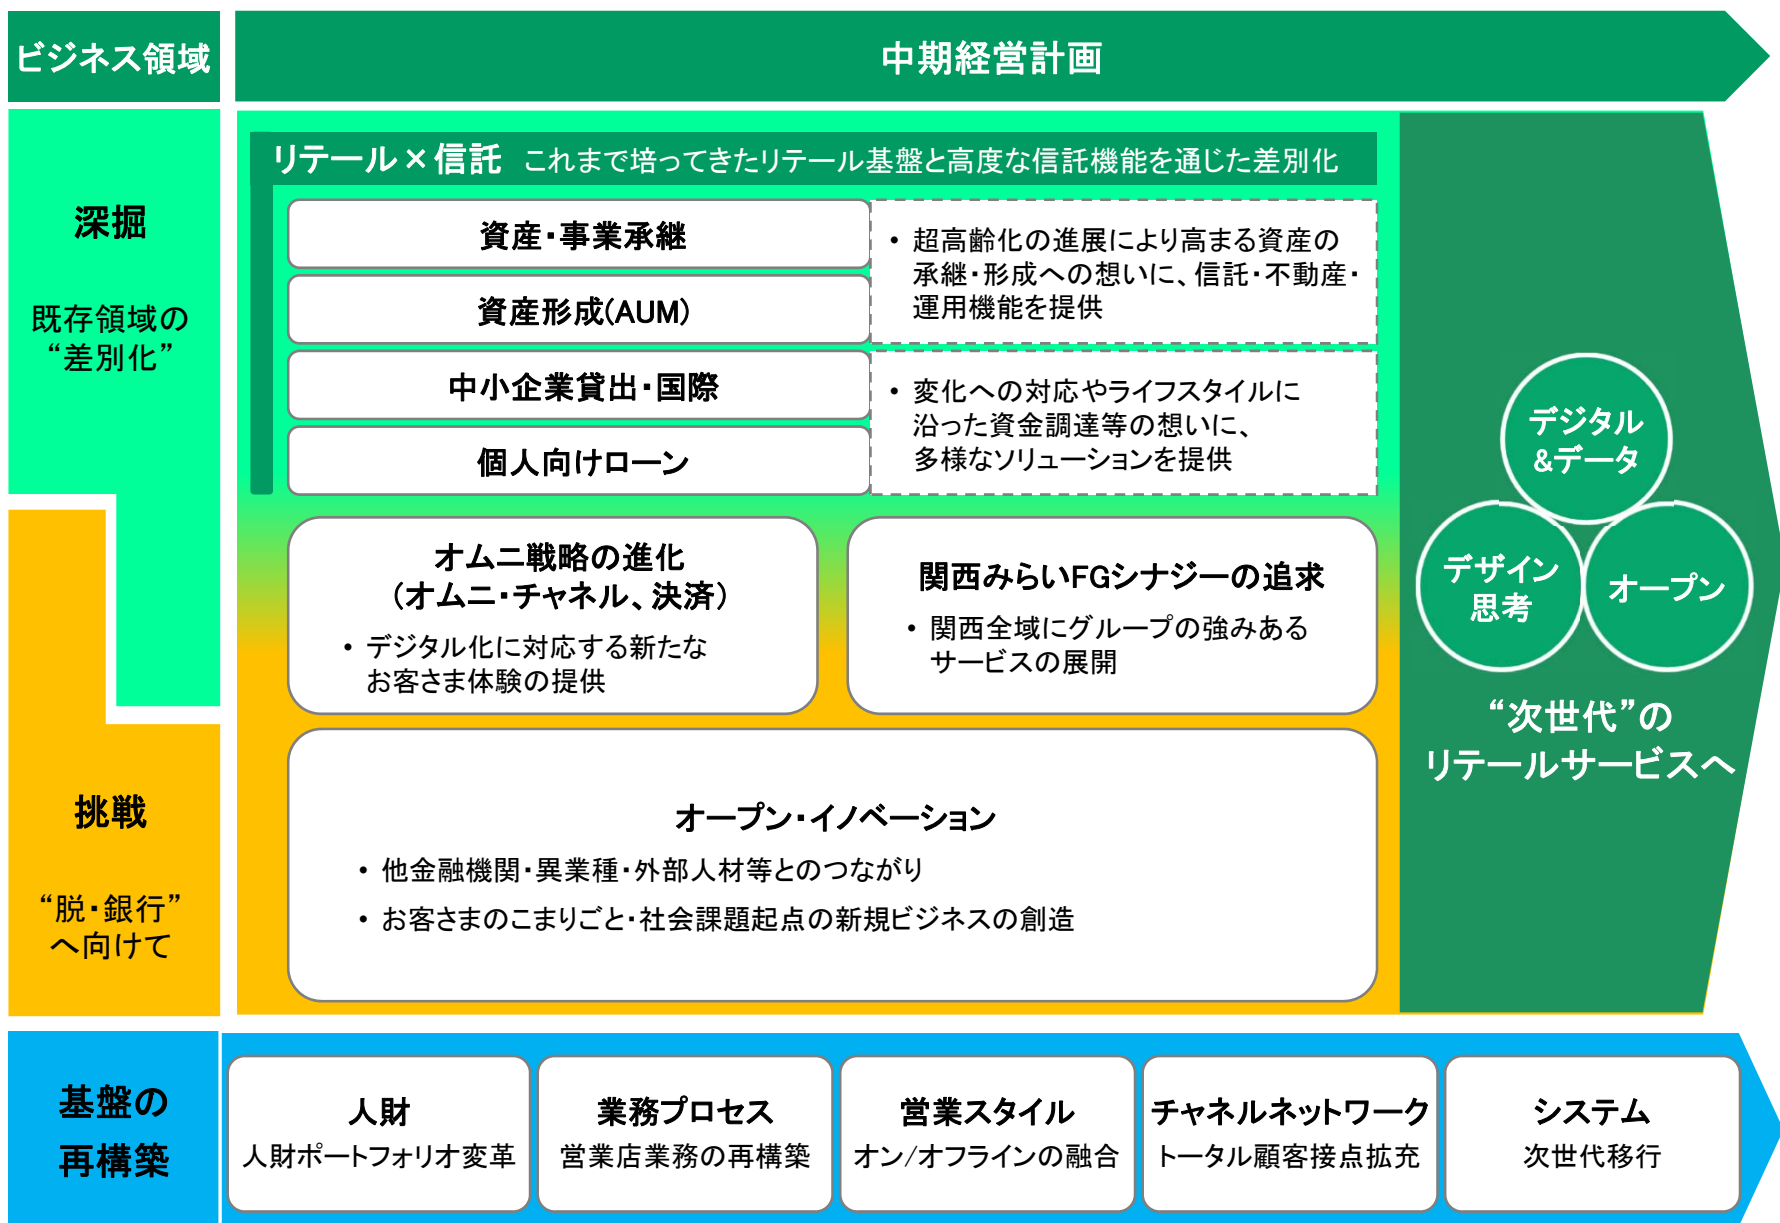 ビジネス領域
中期経営計画
深掘
既存領域の
“差別化”
リテール×信託 これまで培ってきたリテール基盤と高度な信託機能を通じた差別化
資産・事業承継
資産形成(AUM)
• 超高齢化の進展により高まる資産の
承継・形成への想いに、信託・不動産・
運用機能を提供
中小企業貸出・国際
個人向けローン
• 変化への対応やライフスタイルに
沿った資金調達等の想いに、
多様なソリューションを提供
オムニ戦略の進化
(オムニ・チャネル、決済)
• デジタル化に対応する新たな
お客さま体験の提供
関西みらいFGシナジーの追求
• 関西全域にグループの強みある
サービスの展開
挑戦
“脱・銀行”
へ向けて
オープン・イノベーション
• 他金融機関・異業種・外部人材等とのつながり
• お客さまのこまりごと・社会課題起点の新規ビジネスの創造
デジタル
&データ
デザイン
思考
オープン
“次世代”の
リテールサービスへ
基盤の
再構築
人財
人財ポートフォリオ変革
業務プロセス
営業店業務の再構築
営業スタイル
オン/オフラインの融合
チャネルネットワーク
トータル顧客接点拡充
システム
次世代移行